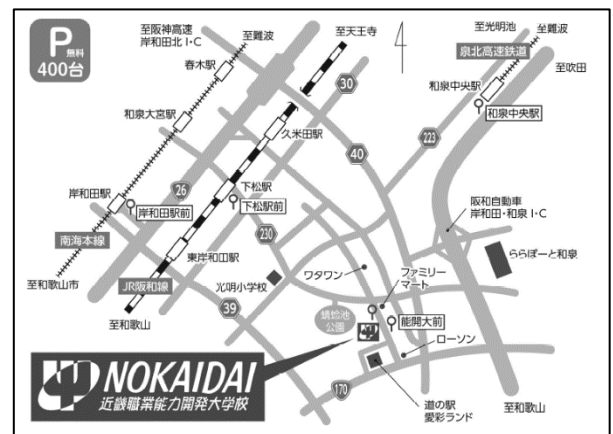 P
無料
400台
至阪神高速
岸和田北I・C
至難波
至天王寺
至光明池
至難波
泉北高速鉄道
至吹田
春木駅
30
和泉中央駅
和泉中央駅
和泉大宮駅
久米田駅
223
40
岸和田駅
26
下松駅
岸和田駅前
下松駅前
阪和自動車
岸和田・和泉I・C
南海本線
230
東岸和田駅
ららぽーと和泉
至和歌山市
JR阪和線
光明小学校
ワタワン
ファミリー
マート
39
蜻蛉池
公園
能開大前
至和歌山
ローソン
NOKAIDAI
近畿職業能力開発大学校
170
道の駅
愛彩ランド
至和歌山